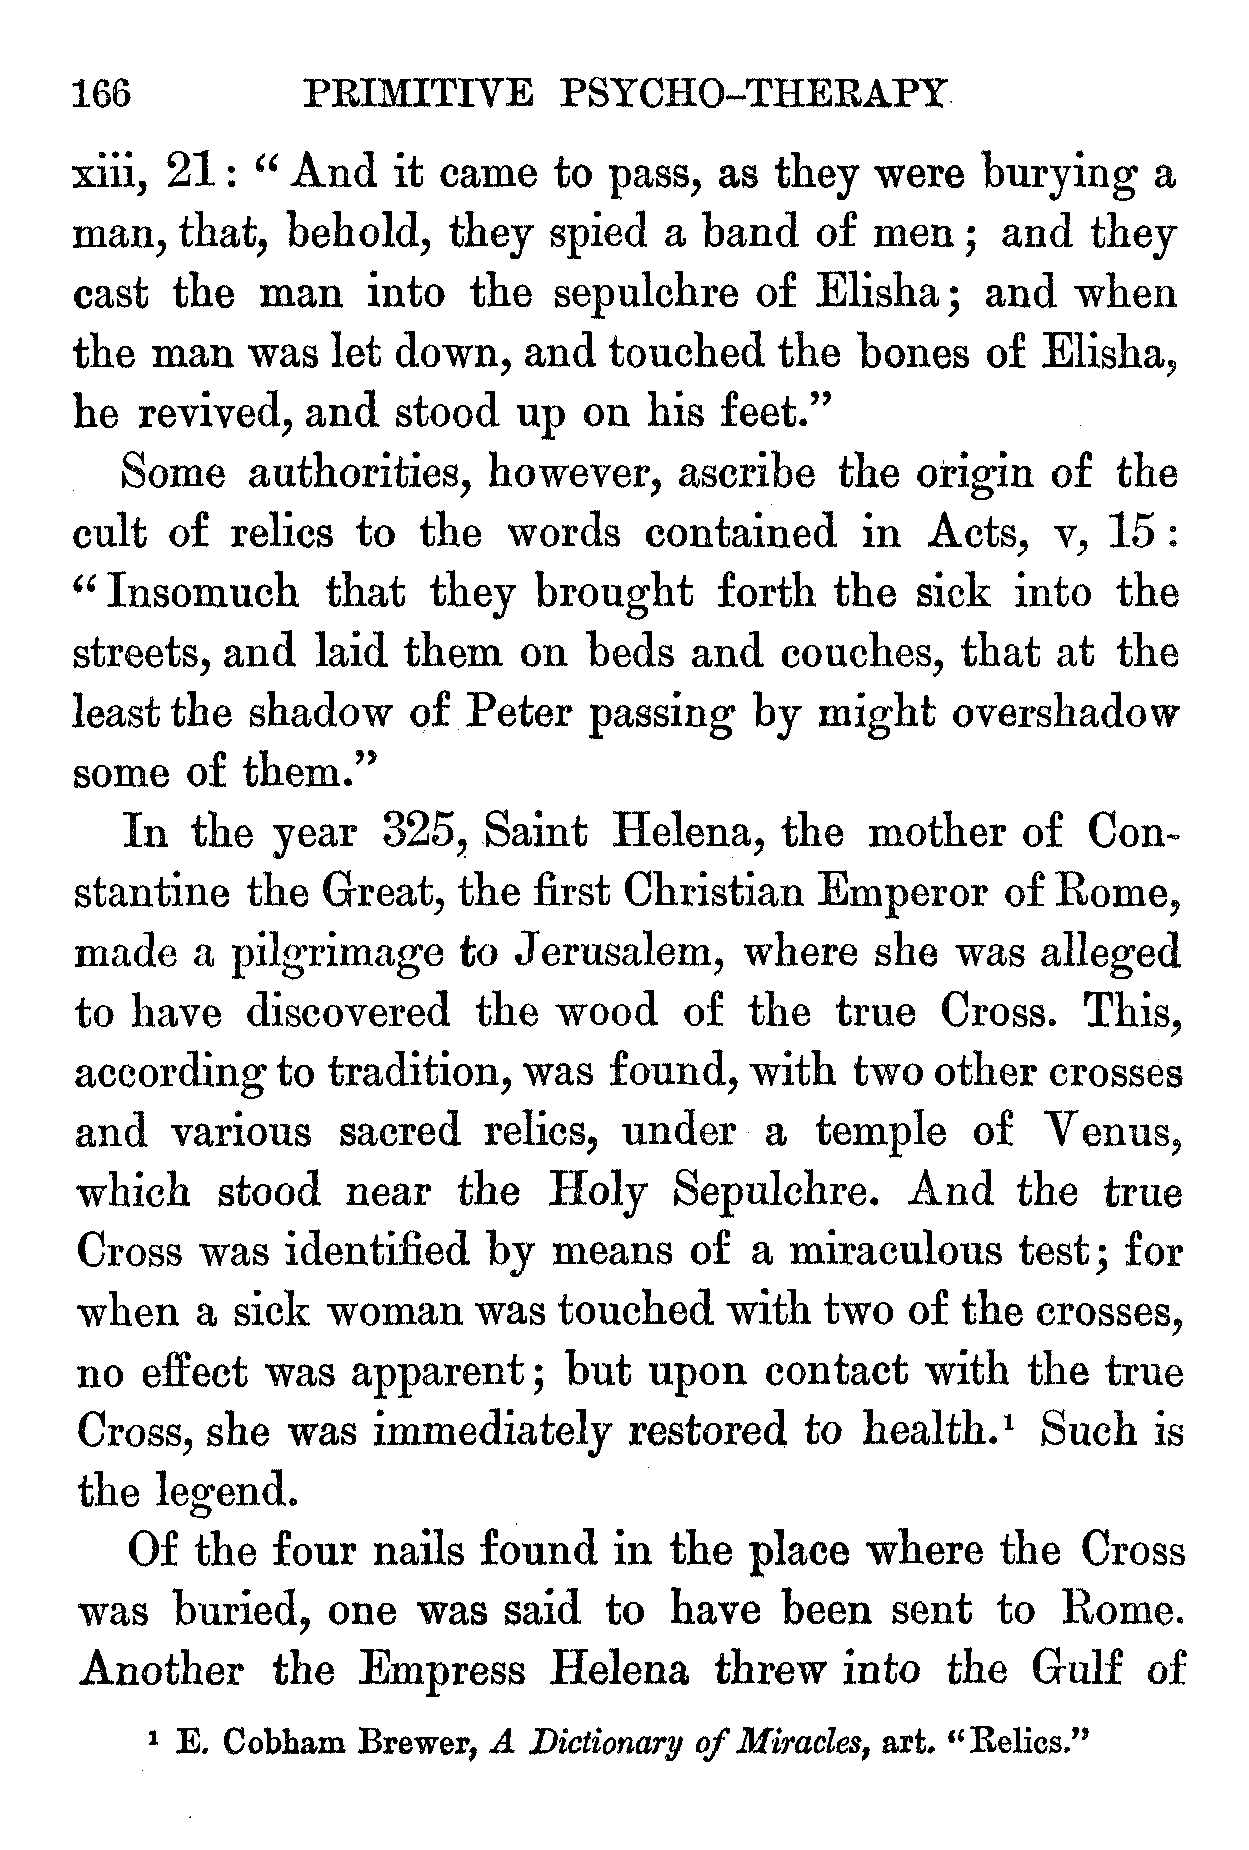 166 PRIMITIVE PSYCHO-THERAPY
xiii, 21: “And it came to pass, as they were burying a
man, that, behold, they spied a band of men; and they
cast the man into the sepulchre of Elisha; and when
the man was let down, and touched the bones of Elisha,
he revived, and stood up on his feet.”
Some authorities, however, ascribe the origin of the
cult of relics to the words contained in Acts, v, 15:
“Insomuch that they brought forth the sick into the
streets, and laid them on beds and couches, that at the
least the shadow of Peter passing by might overshadow
some of them.”
In the year 325, Saint Helena, the mother of Con-
stantine the Great, the first Christian Emperor of Rome,
made a pilgrimage to Jerusalem, where she was alleged
to have discovered the wood of the true Cross. This,
according to tradition, was found, with two other crosses
and various sacred relics, under a temple of Venus,
which stood near the Holy Sepulchre. And the true
Cross was identified by means of a miraculous test; for
when a sick woman was touched with two of the crosses,
no effect was apparent; but upon contact with the true
Cross, she was immediately restored to health.¹ Such is
the legend.
Of the four nails found in the place where the Cross
was buried, one was said to have been sent to Rome.
Another the Empress Helena threw into the Gulf of
¹ E. Cobham Brewer, A Dictionary of Miracles, art. “Relics.”